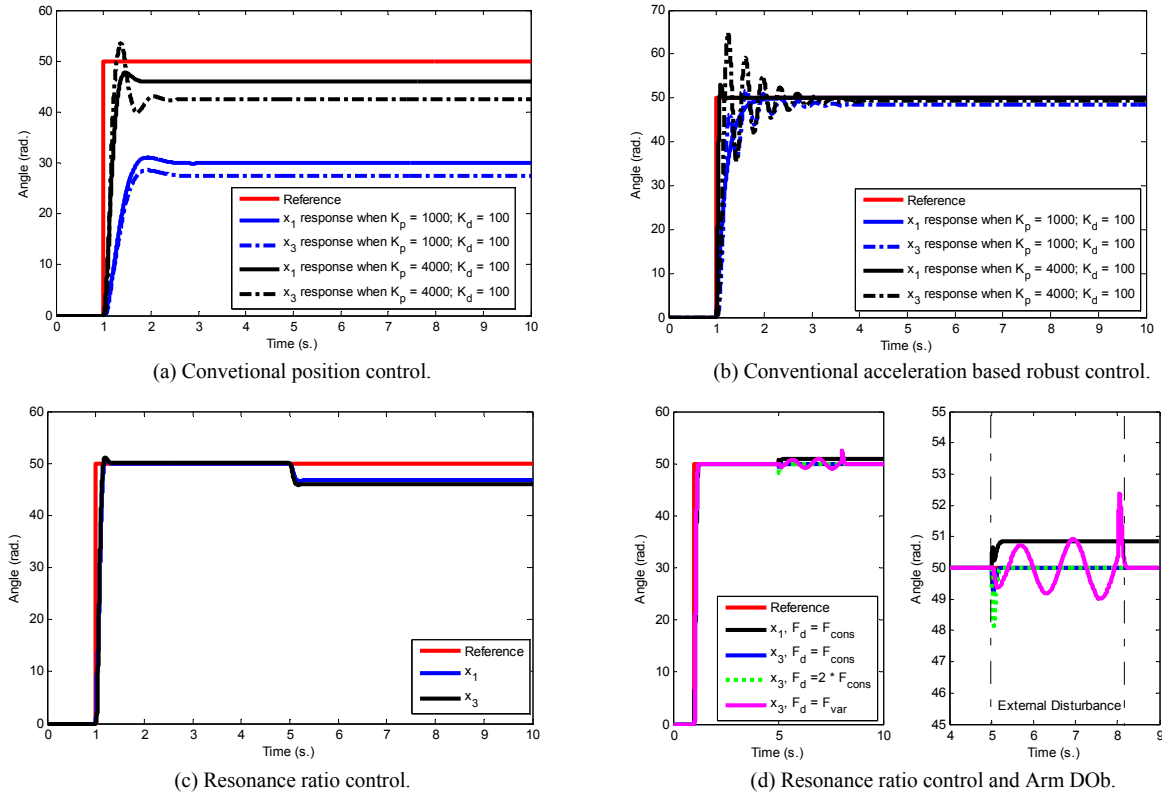 60
50
40
30
20
10
0
Angle (rad.)
Reference
x1 response when Kp = 1000; Kd = 100
x3 response when Kp = 1000; Kd = 100
x1 response when Kp = 4000; Kd = 100
x3 response when Kp = 4000; Kd = 100
0 1 2 3 4 5 6 7 8 9 10
Time (s.)
(a) Convetional position control.
70
60
50
40
30
20
10
0
Angle (rad.)
Reference
x1 response when Kp = 1000; Kd = 100
x3 response when Kp = 1000; Kd = 100
x1 response when Kp = 4000; Kd = 100
x3 response when Kp = 4000; Kd = 100
0 1 2 3 4 5 6 7 8 9 10
Time (s.)
(b) Conventional acceleration based robust control.
60
50
40
30
20
10
0
Angle (rad.)
Reference
x1
x3
0 1 2 3 4 5 6 7 8 9 10
Time (s.)
(c) Resonance ratio control.
60
50
40
30
20
10
0
Angle (rad.)
Reference
x1, Fd = Fcons
x3, Fd = Fcons
x3, Fd =2 * Fcons
x3, Fd = Fvar
0 5 10
Time (s.)
55
54
53
52
51
50
49
48
47
46
45
Angle (rad.)
External Disturbance
4 5 6 7 8 9
Time (s.)
(d) Resonance ratio control and Arm DOb.